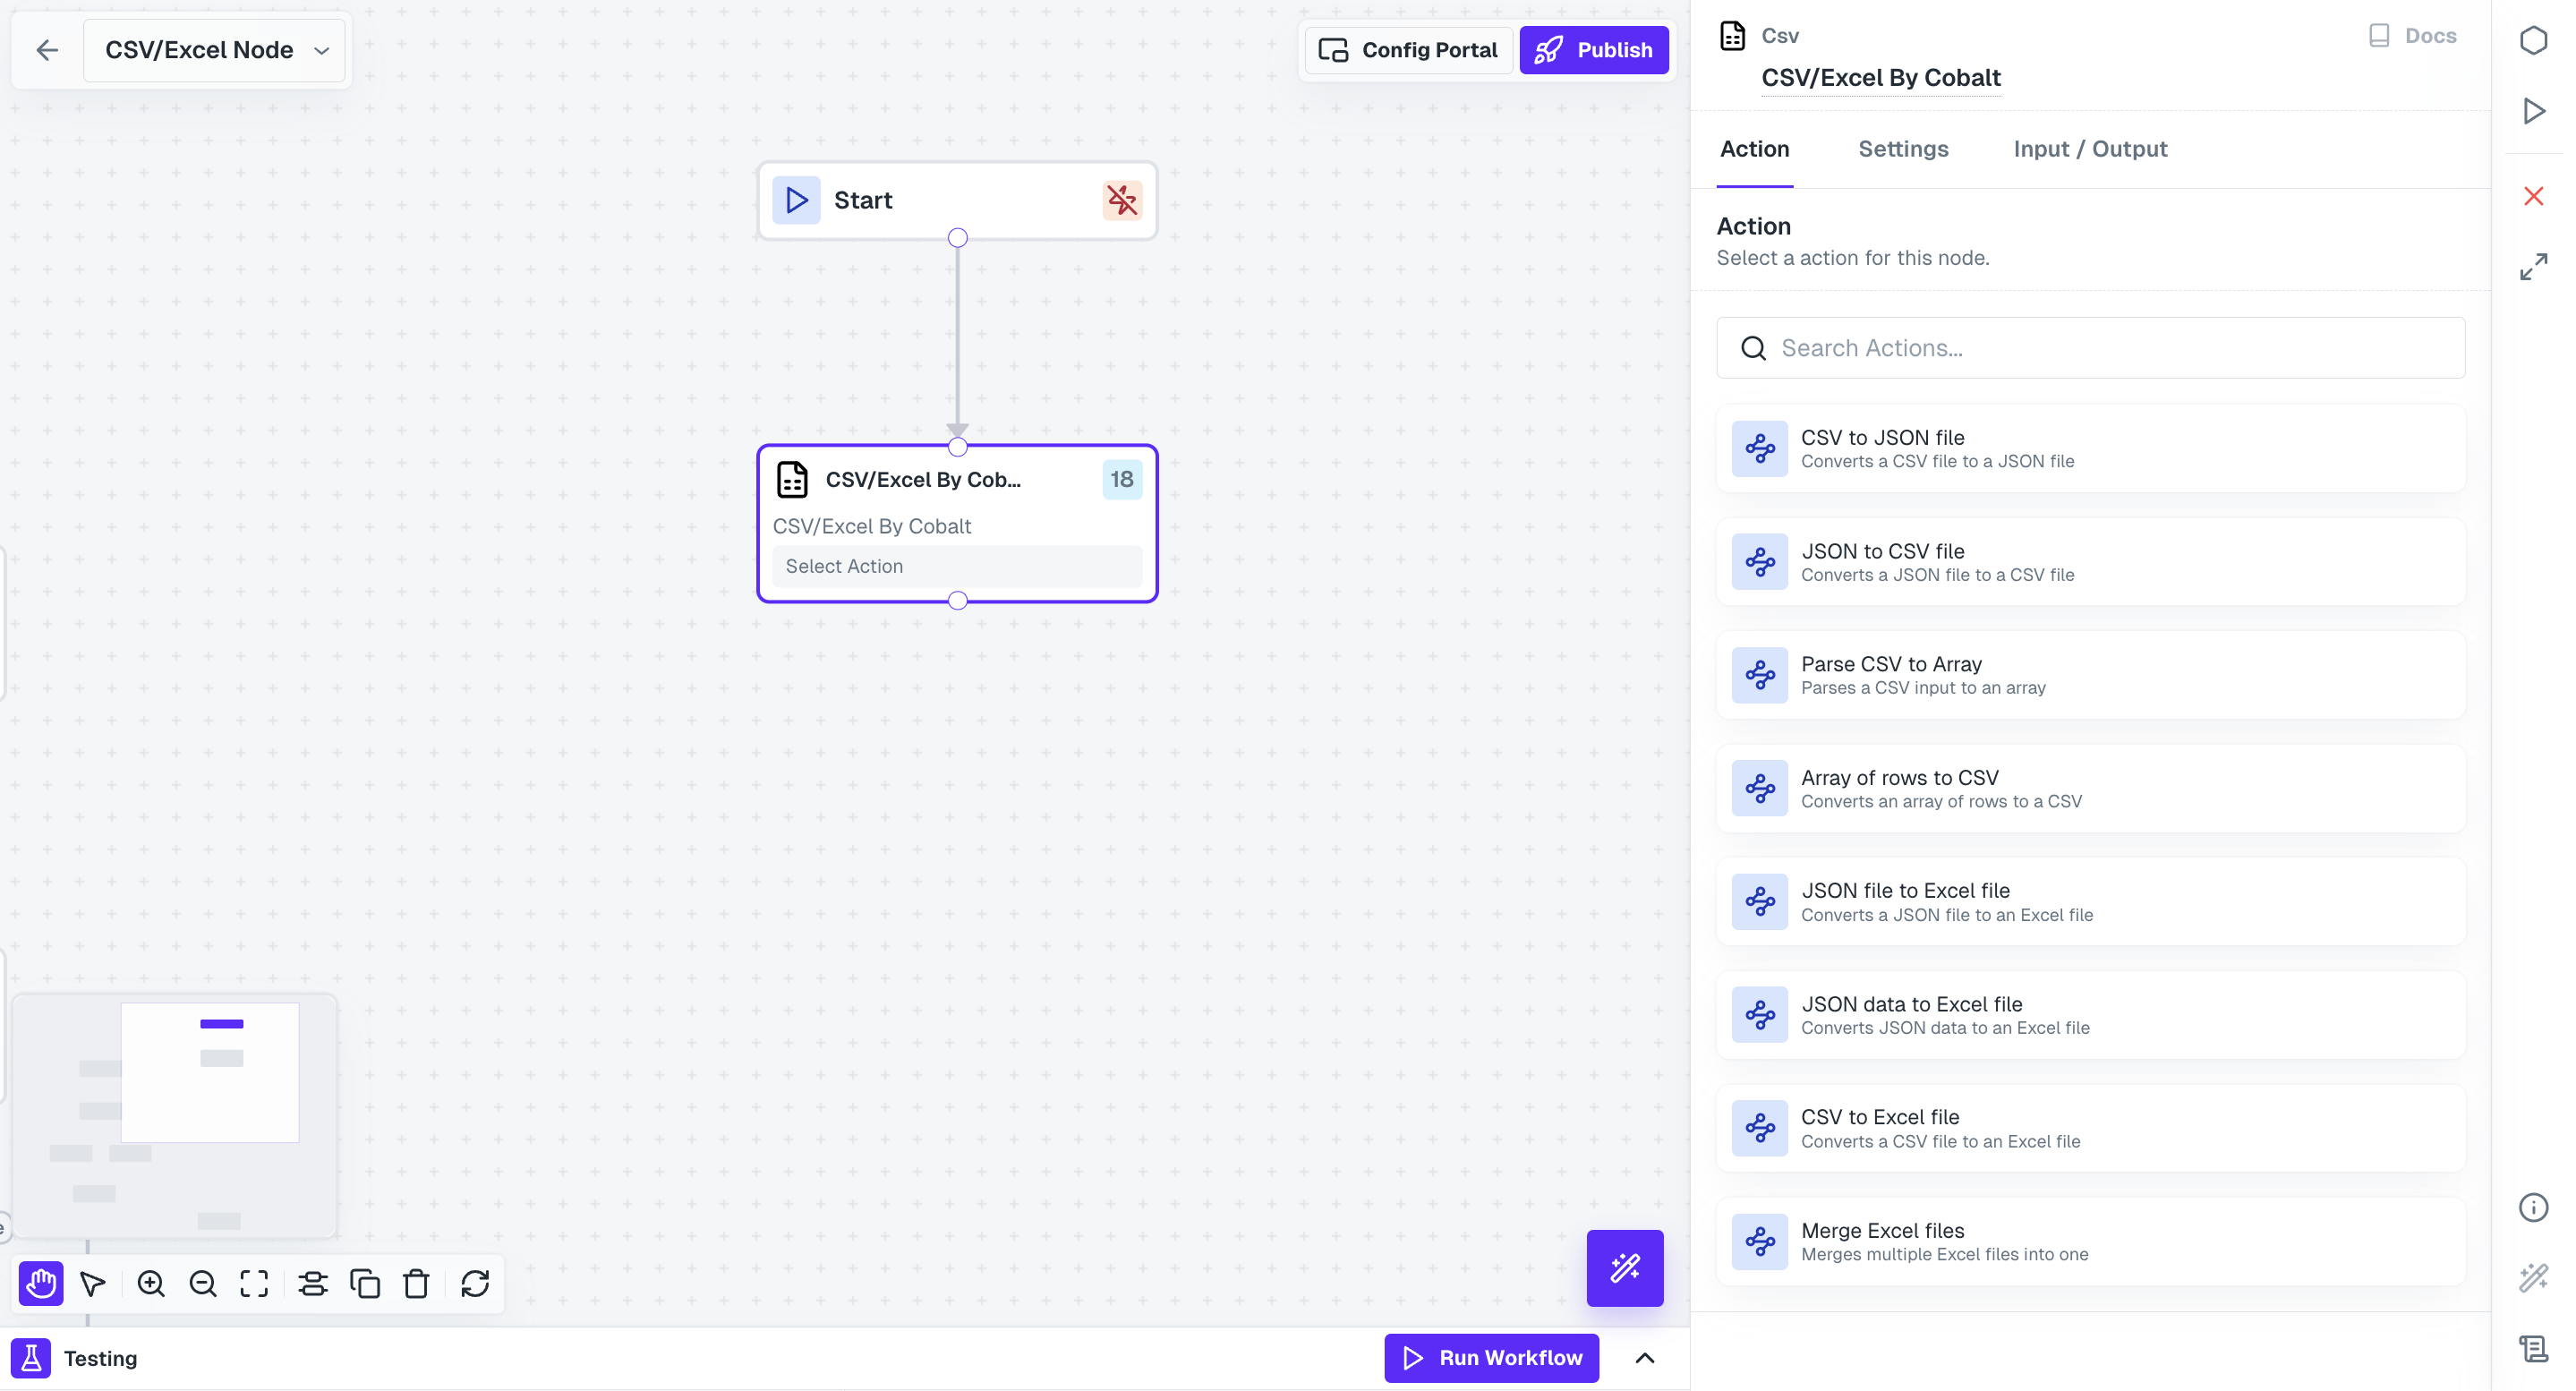 CSV/Excel Node
Config Portal
Publish
Start
CSV/Excel By Cob...
18
CSV/Excel By Cobalt
Select Action
Testing
Run Workflow
Csv
Docs
CSV/Excel By Cobalt
Action
Settings
Input / Output
Action
Select a action for this node.
Search Actions...
CSV to JSON file
Converts a CSV file to a JSON file
JSON to CSV file
Converts a JSON file to a CSV file
Parse CSV to Array
Parses a CSV input to an array
Array of rows to CSV
Converts an array of rows to a CSV
JSON file to Excel file
Converts a JSON file to an Excel file
JSON data to Excel file
Converts JSON data to an Excel file
CSV to Excel file
Converts a CSV file to an Excel file
Merge Excel files
Merges multiple Excel files into one